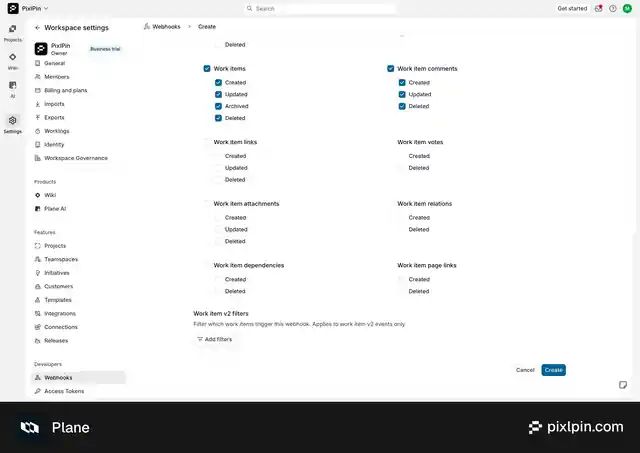 PixlPin
Search
Get started
M
Projects
Wiki
AI
Settings
Workspace settings
PixlPin
Owner
Business trial
General
Members
Billing and plans
Imports
Exports
Worklogs
Identity
Workspace Governance
Products
Wiki
Plane AI
Features
Projects
Teamspaces
Initiatives
Customers
Templates
Integrations
Connections
Releases
Developers
Webhooks
Access Tokens
Webhooks > Create
Deleted
Work items
Created
Updated
Archived
Deleted
Work item comments
Created
Updated
Deleted
Work item links
Created
Updated
Deleted
Work item votes
Created
Deleted
Work item attachments
Created
Updated
Deleted
Work item relations
Created
Deleted
Work item dependencies
Created
Deleted
Work item page links
Created
Deleted
Work item v2 filters
Filter which work items trigger this webhook. Applies to work item v2 events only.
Add filters
Cancel
Create
Plane
pixlpin.com